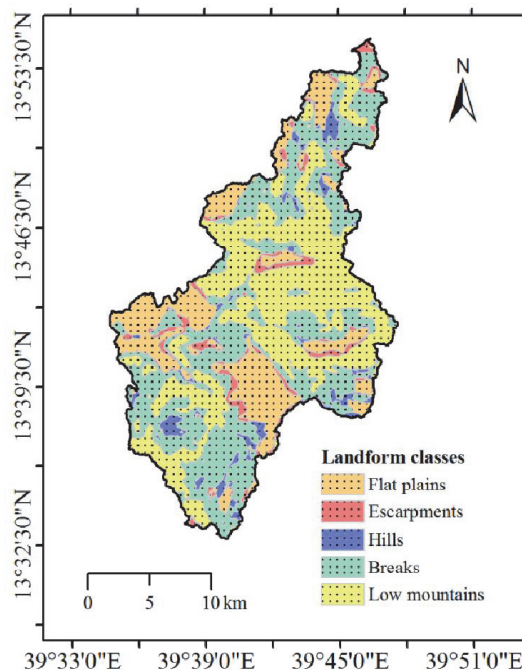 N
13°53'30"N
13°46'30"N
13°39'30"N
13°32'30"N
Landform classes
Flat plains
Escarpments
Hills
Breaks
Low mountains
0 5 10 km
39°33'0"E 39°39'0"E 39°45'0"E 39°51'0"E